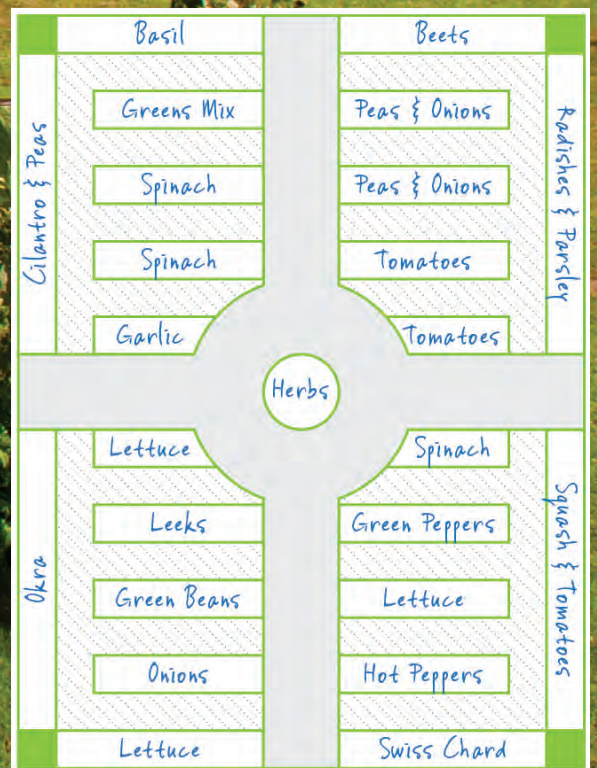 Basil
Beets
Cilantro & Peas
Greens Mix
Peas & Onions
Radishes & Parsley
Spinach
Peas & Onions
Spinach
Tomatoes
Garlic
Tomatoes
Herbs
Lettuce
Spinach
Okra
Leeks
Green Peppers
Squash & Tomatoes
Green Beans
Lettuce
Onions
Hot Peppers
Lettuce
Swiss Chard